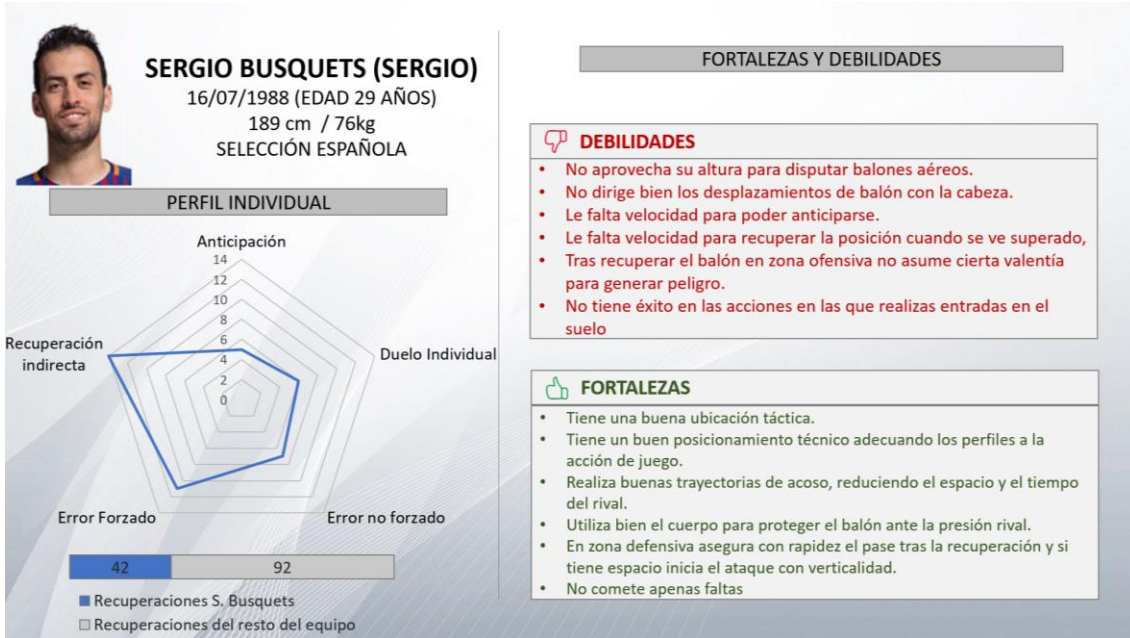 SERGIO BUSQUETS (SERGIO)
16/07/1988 (EDAD 29 AÑOS)
189 cm / 76kg
SELECCIÓN ESPAÑOLA
PERFIL INDIVIDUAL
Anticipación
14
12
10
8
6
4
2
0
Duelo Individual
Recuperación
indirecta
Error Forzado
Error no forzado
42
92
Recuperaciones S. Busquets
Recuperaciones del resto del equipo
FORTALEZAS Y DEBILIDADES
DEBILIDADES
• No aprovecha su altura para disputar balones aéreos.
• No dirige bien los desplazamientos de balón con la cabeza.
• Le falta velocidad para poder anticiparse.
• Le falta velocidad para recuperar la posición cuando se ve superado,
• Tras recuperar el balón en zona ofensiva no asume cierta valentía
para generar peligro.
• No tiene éxito en las acciones en las que realizas entradas en el
suelo
FORTALEZAS
• Tiene una buena ubicación táctica.
• Tiene un buen posicionamiento técnico adecuando los perfiles a la
acción de juego.
• Realiza buenas trayectorias de acoso, reduciendo el espacio y el tiempo
del rival.
• Utiliza bien el cuerpo para proteger el balón ante la presión rival.
• En zona defensiva asegura con rapidez el pase tras la recuperación y si
tiene espacio inicia el ataque con verticalidad.
• No comete apenas faltas